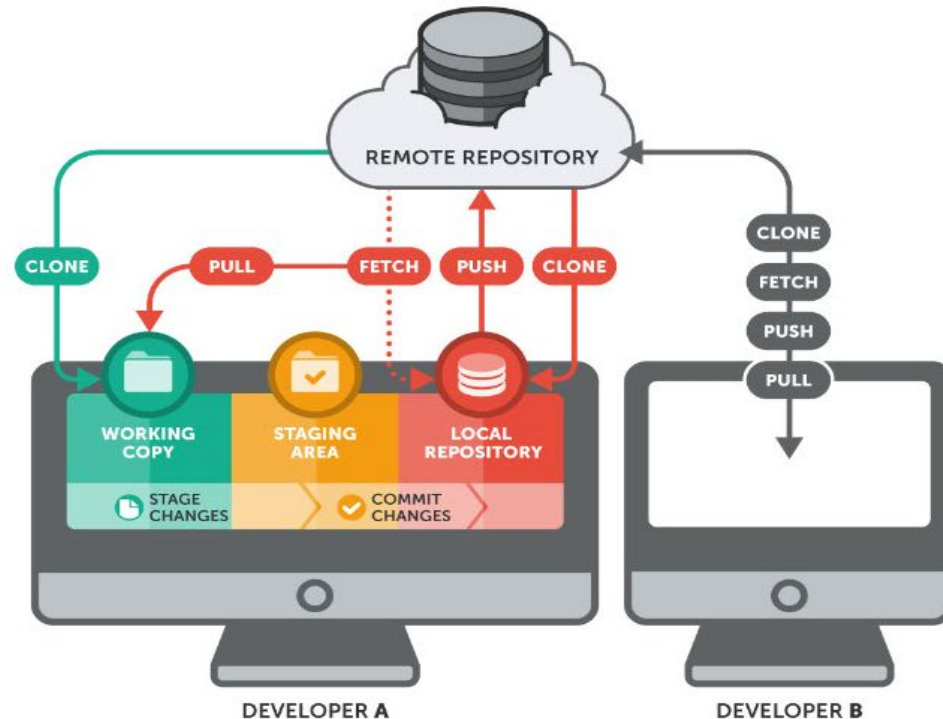 REMOTE REPOSITORY
CLONE
PULL
FETCH
PUSH
CLONE
CLONE
FETCH
PUSH
PULL
WORKING
COPY
STAGING
AREA
LOCAL
REPOSITORY
STAGE
CHANGES
COMMIT
CHANGES
DEVELOPER A
DEVELOPER B